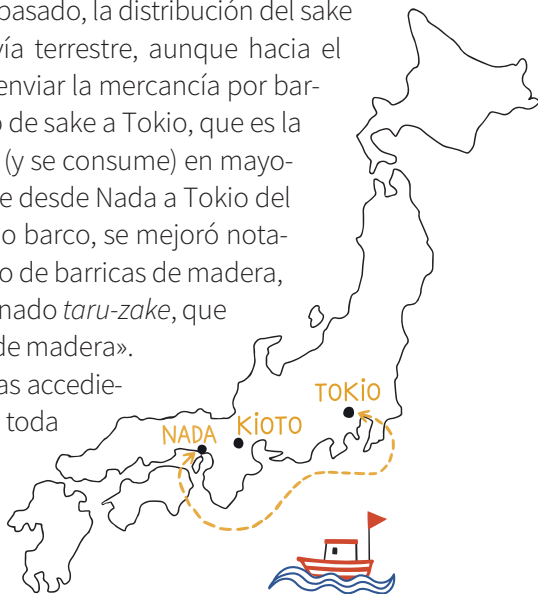 pasado, la distribución del sake
vía terrestre, aunque hacia el
enviar la mercancía por bar-
o de sake a Tokio, que es la
(y se consume) en mayo-
e desde Nada a Tokio del
o barco, se mejoró nota-
o de barricas de madera,
nado taru-zake, que
de madera».
as accedie-
toda
TOKIO
NADA
KIOTO